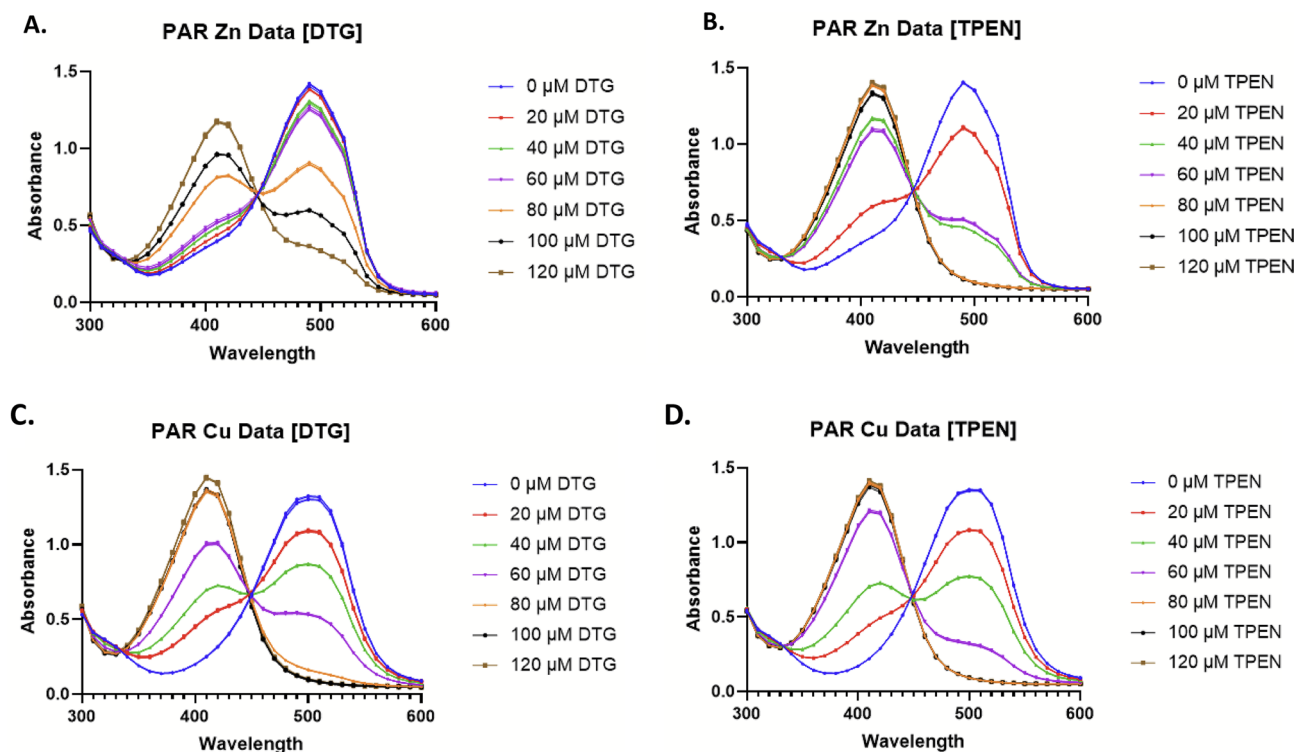 A.
PAR Zn Data [DTG]
Absorbance
1.5
1.0
0.5
0.0
300
400
500
600
Wavelength
0 µM DTG
20 µM DTG
40 µM DTG
60 µM DTG
80 µM DTG
100 µM DTG
120 µM DTG
B.
PAR Zn Data [TPEN]
Absorbance
1.5
1.0
0.5
0.0
300
400
500
600
Wavelength
0 µM TPEN
20 µM TPEN
40 µM TPEN
60 µM TPEN
80 µM TPEN
100 µM TPEN
120 µM TPEN
C.
PAR Cu Data [DTG]
Absorbance
1.5
1.0
0.5
0.0
300
400
500
600
Wavelength
0 µM DTG
20 µM DTG
40 µM DTG
60 µM DTG
80 µM DTG
100 µM DTG
120 µM DTG
D.
PAR Cu Data [TPEN]
Absorbance
1.5
1.0
0.5
0.0
300
400
500
600
Wavelength
0 µM TPEN
20 µM TPEN
40 µM TPEN
60 µM TPEN
80 µM TPEN
100 µM TPEN
120 µM TPEN